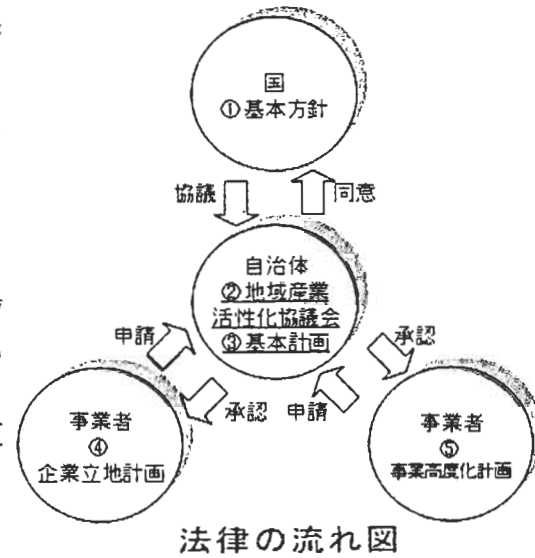 国
①基本方針
協議
同意
自治体
②地域産業
活性化協議会
③基本計画
申請
承認
承認
申請
事業者
④
企業立地計画
事業者
⑤
事業高度化計画
法律の流れ図